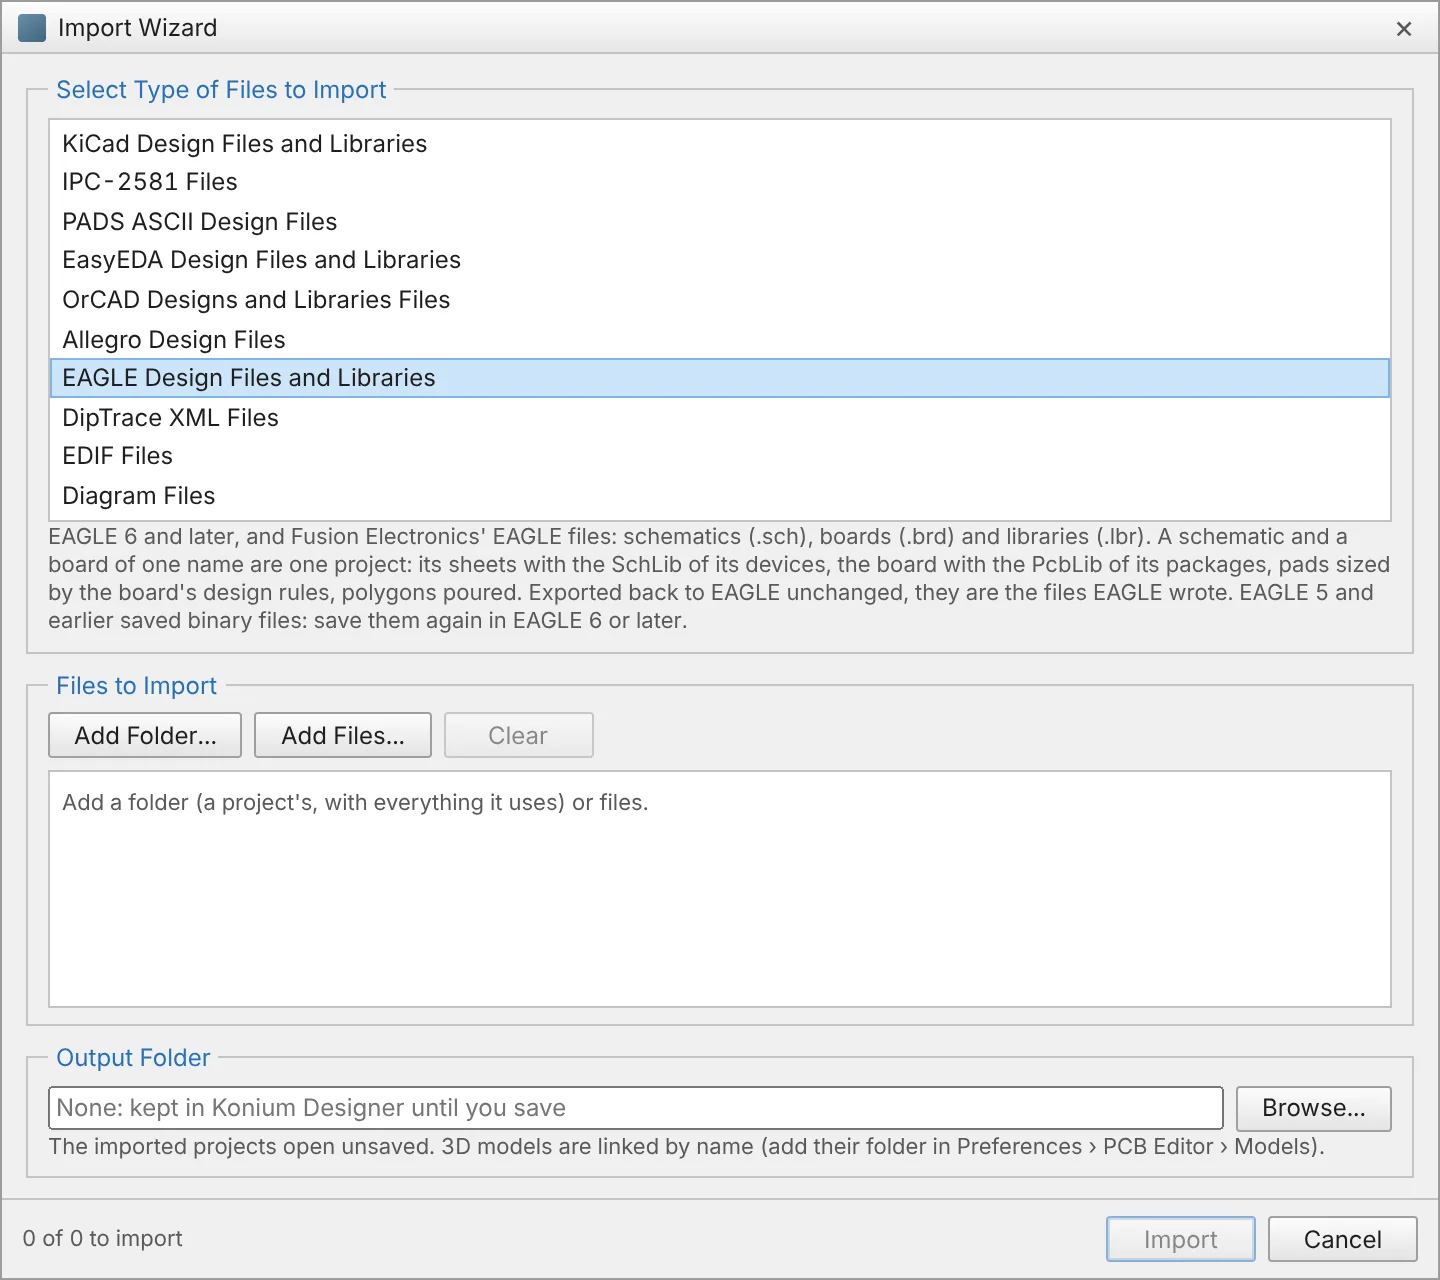 Import Wizard
Select Type of Files to Import
KiCad Design Files and Libraries
IPC-2581 Files
PADS ASCII Design Files
EasyEDA Design Files and Libraries
OrCAD Designs and Libraries Files
Allegro Design Files
EAGLE Design Files and Libraries
DipTrace XML Files
EDIF Files
Diagram Files
EAGLE 6 and later, and Fusion Electronics' EAGLE files: schematics (.sch), boards (.brd) and libraries (.lbr). A schematic and a
board of one name are one project: its sheets with the SchLib of its devices, the board with the PcbLib of its packages, pads sized
by the board's design rules, polygons poured. Exported back to EAGLE unchanged, they are the files EAGLE wrote. EAGLE 5 and
earlier saved binary files: save them again in EAGLE 6 or later.
Files to Import
Add Folder... Add Files... Clear
Add a folder (a project's, with everything it uses) or files.
Output Folder
None: kept in Konium Designer until you save Browse...
The imported projects open unsaved. 3D models are linked by name (add their folder in Preferences › PCB Editor › Models).
0 of 0 to import Import Cancel